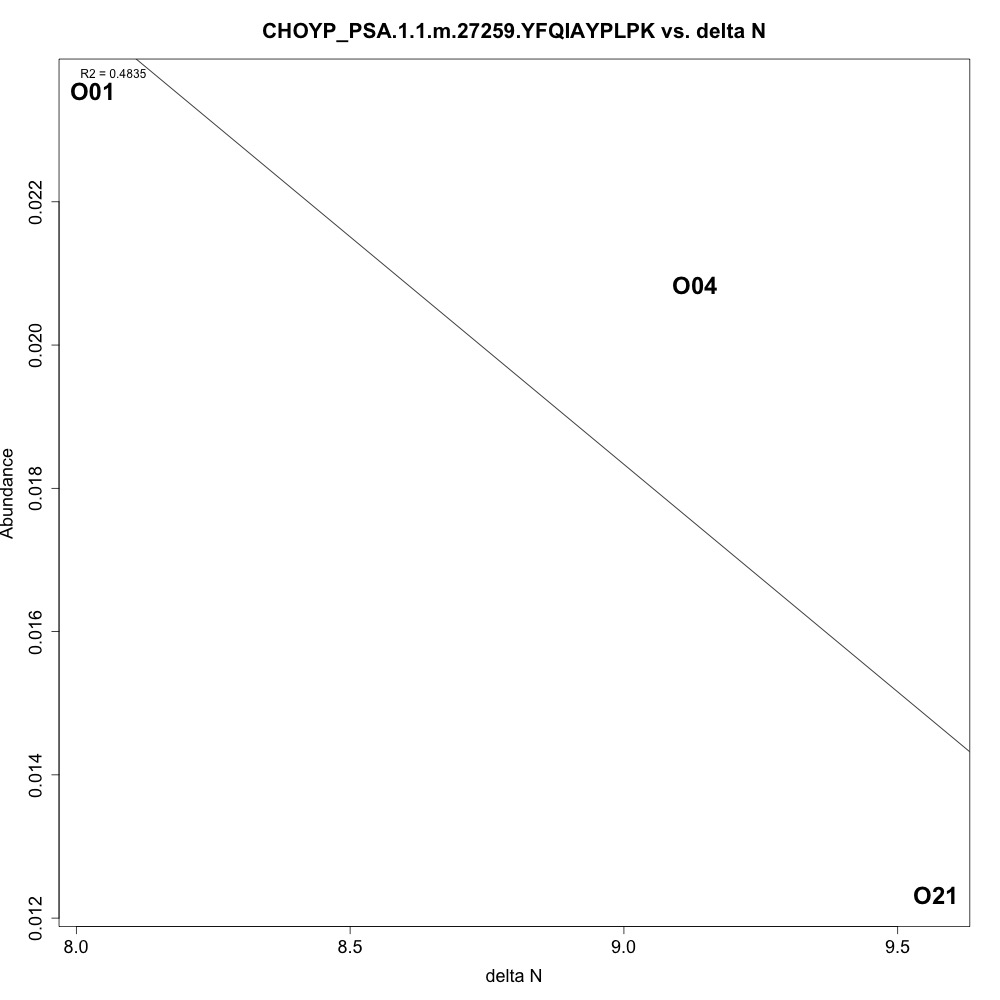 CHOYP_PSA.1.1.m.27259.YFQIAYPLPK vs. delta N
R2 = 0.4835
O01
O04
O21
Abundance
0.022
0.020
0.018
0.016
0.014
0.012
8.0 8.5 9.0 9.5
delta N